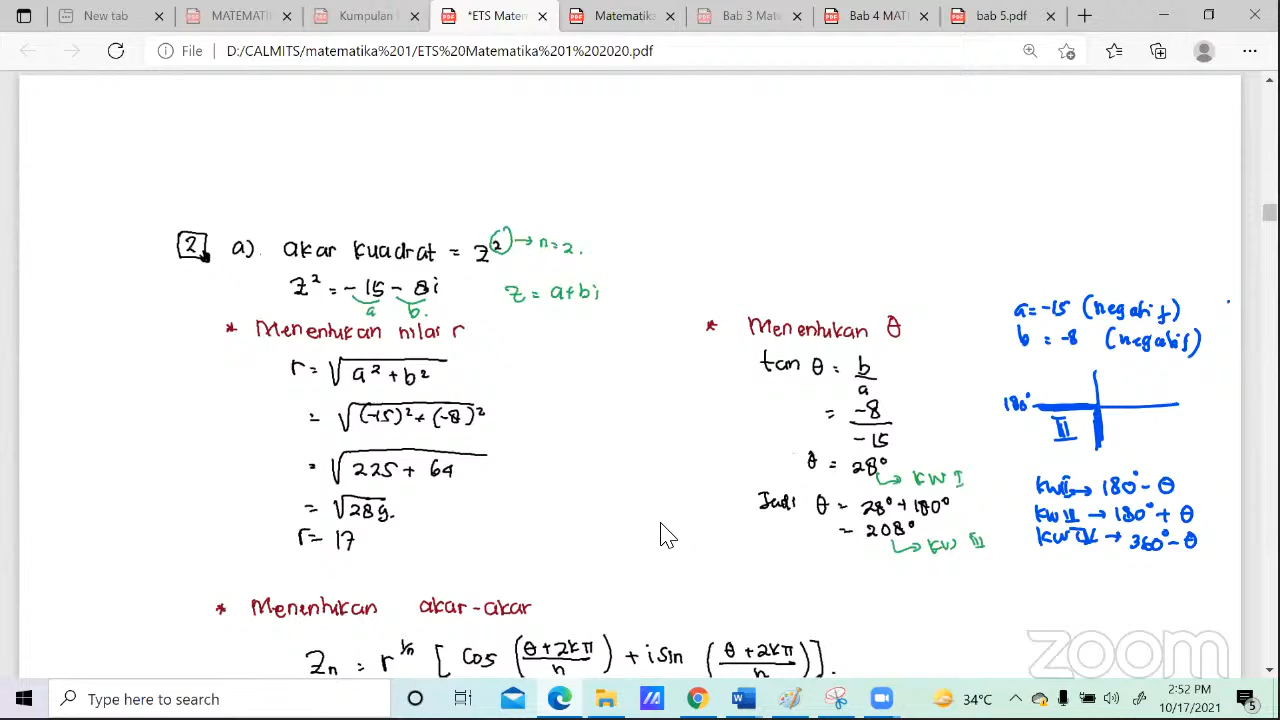 New tab
MATEMATI
Kumpulan
*ETS Matem
Matematika
Bab 3 Mate
Bab 4 MAT
bab 5.pdf
File D:/CALMITS/matematika%201/ETS%20Matematika%201%202020.pdf
2. a). akar kuadrat = z² → n=2.
z² = -15 - 8i
a b.
z = a+bi
* Menentukan nilai r
r = √a² + b²
= √(-15)² + (-8)²
= √225 + 64
= √289.
r = 17
* Menentukan θ
tan θ = b/a
= -8/-15
θ = 28°
→ KW I
Jadi θ = 28° + 180°
= 208°
→ KW III
a = -15 (negatif)
b = -8 (negatif)
180°
III
KW II → 180° - θ
KW III → 180° + θ
KW IV → 360° - θ
* Menentukan akar-akar
Zn = r^1/n [cos (θ + 2kπ / n) + i sin (θ + 2kπ / n)].
zoom
Type here to search
34°C
2:52 PM
10/17/2021
5